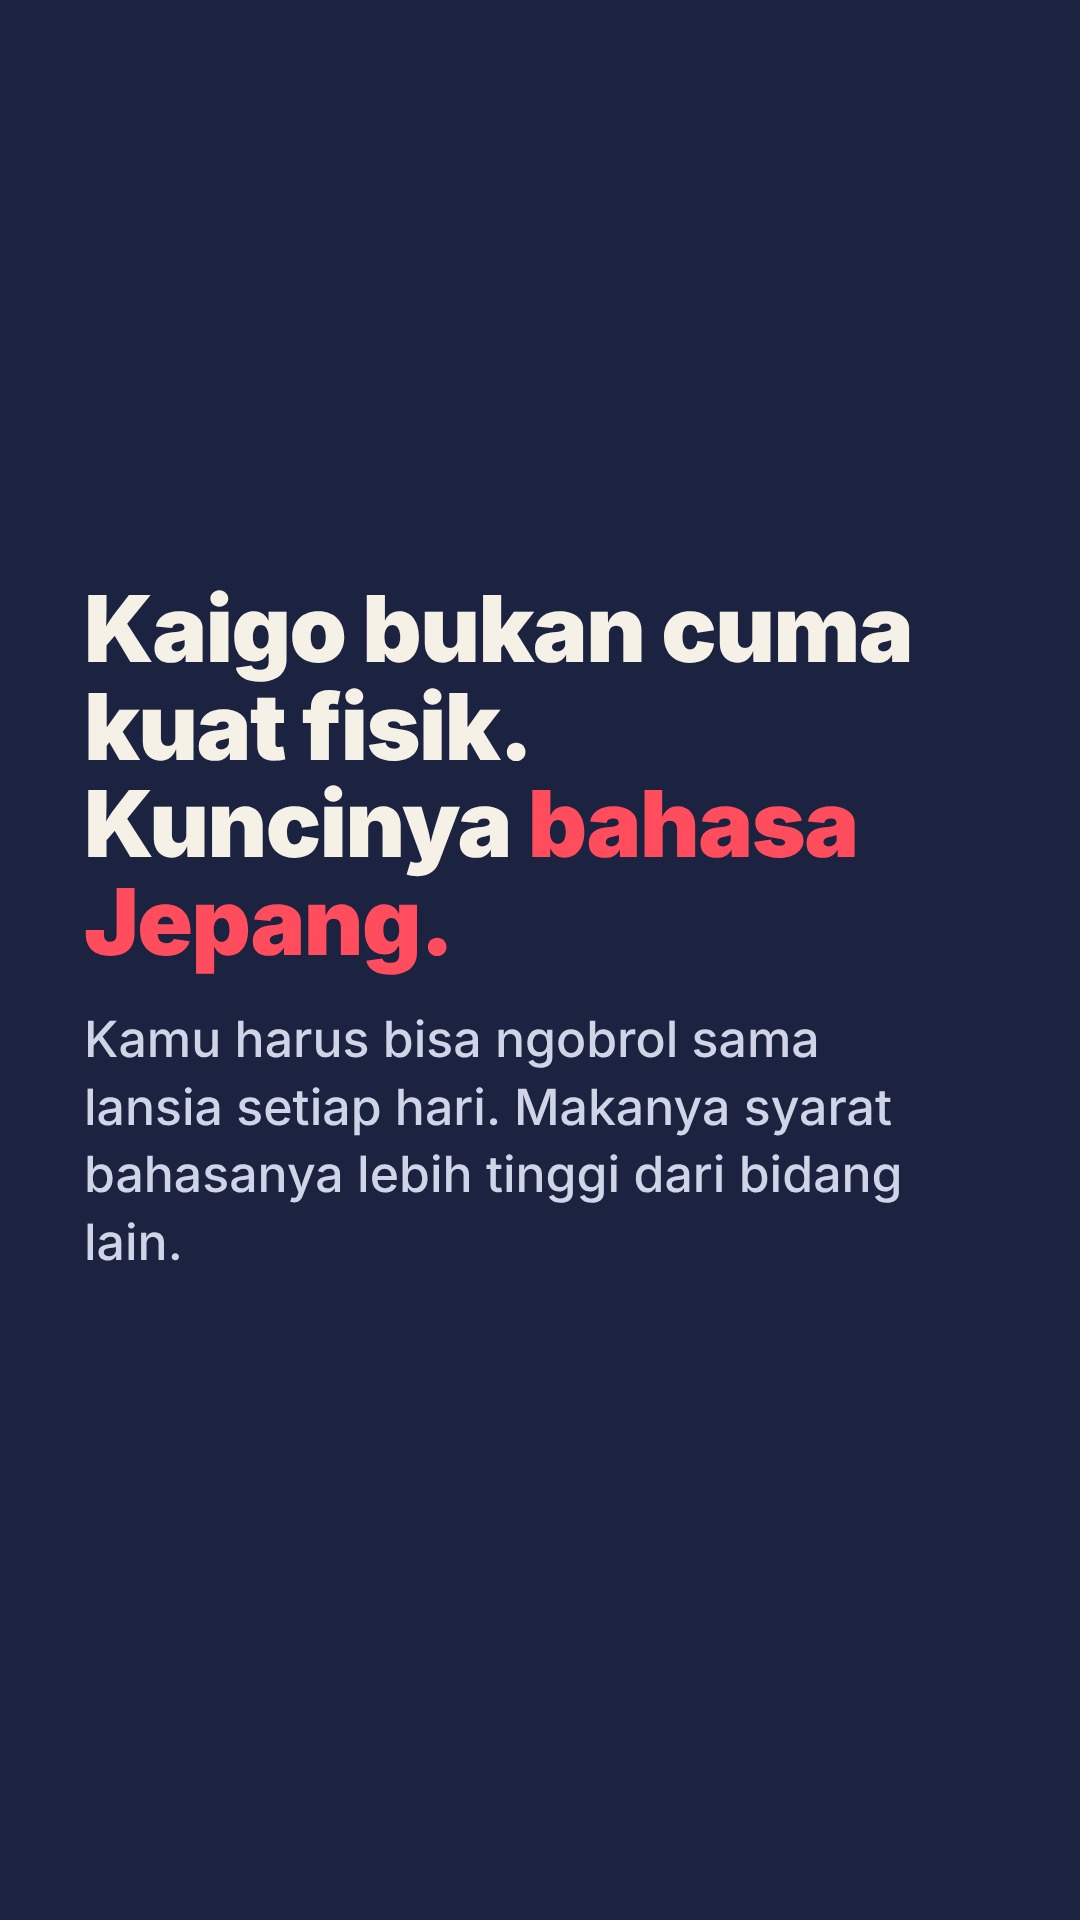 Kaigo bukan cuma
kuat fisik.
Kuncinya bahasa
Jepang.
Kamu harus bisa ngobrol sama
lansia setiap hari. Makanya syarat
bahasanya lebih tinggi dari bidang
lain.